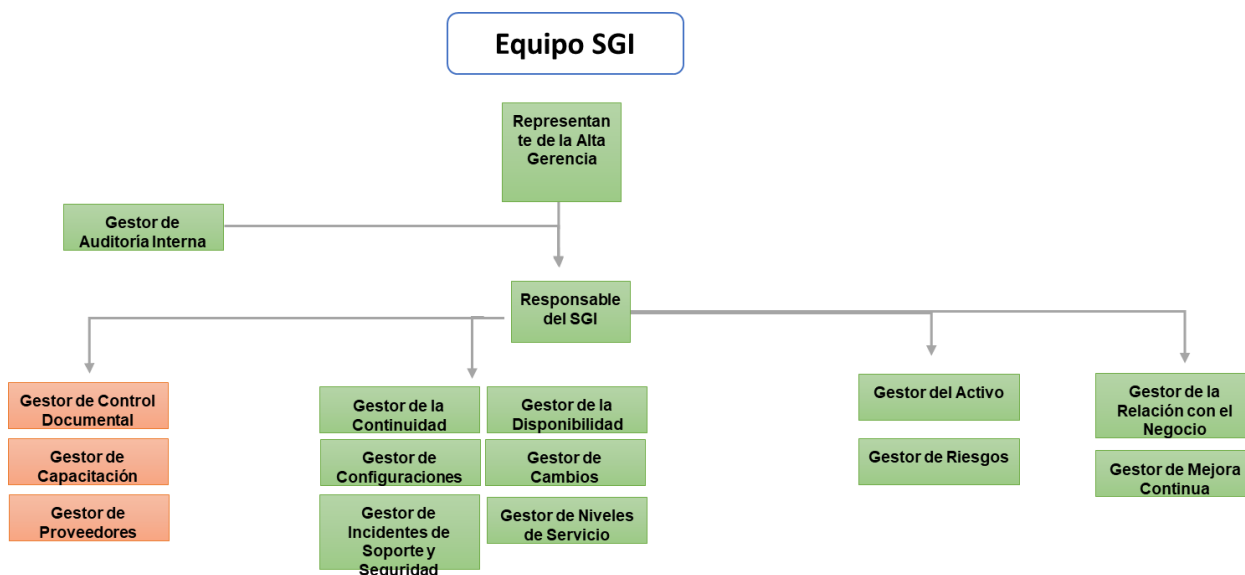 Equipo SGI
Representan
te de la Alta
Gerencia
Gestor de
Auditoría Interna
Responsable
del SGI
Gestor de Control
Documental
Gestor de
Capacitación
Gestor de
Proveedores
Gestor de la
Continuidad
Gestor de
Configuraciones
Gestor de
Incidentes de
Soporte y
Seguridad
Gestor de la
Disponibilidad
Gestor de
Cambios
Gestor de Niveles
de Servicio
Gestor del Activo
Gestor de Riesgos
Gestor de la
Relación con el
Negocio
Gestor de Mejora
Continua